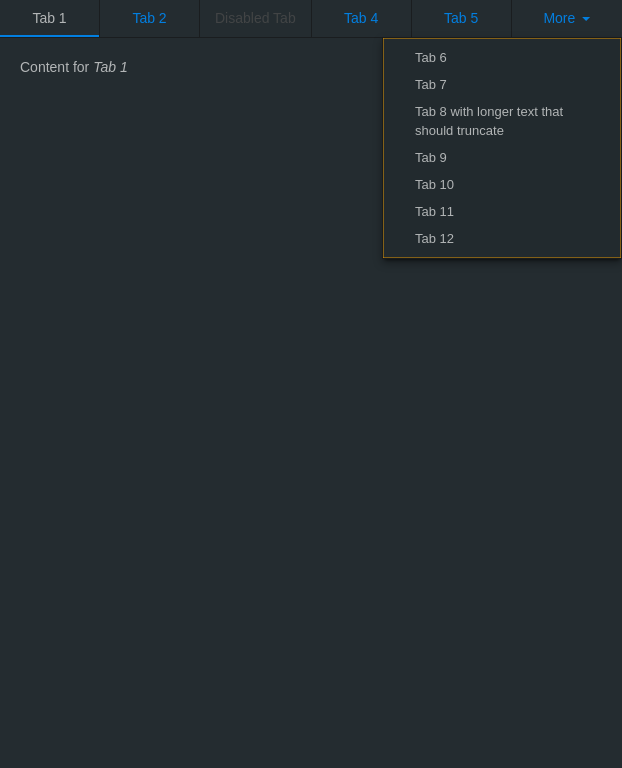 Tab 1
Tab 2
Disabled Tab
Tab 4
Tab 5
More
Content for Tab 1
Tab 6
Tab 7
Tab 8 with longer text that
should truncate
Tab 9
Tab 10
Tab 11
Tab 12